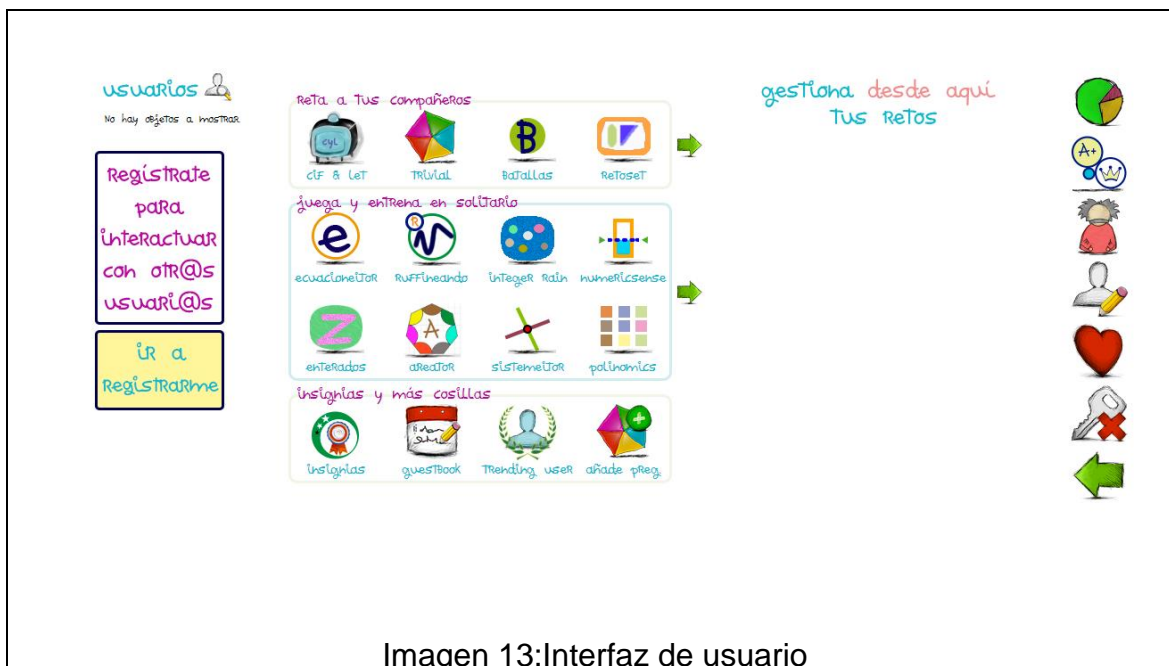 usuarios
No hay objetos a mostrar
Regístrate
para
interactuar
con otr@s
usuari@s
ir a
Registrarme
Reta a tus compañeros
cyl
B
cif & let
Trivial
Batallas
Retoset
juega y entrena en solitario
e
R
ecuacioneitor
Ruffineando
integer Rain
numericsense
Z
A
enterados
areator
sistemeitor
polinomics
insignias y más cosillas
insignias
guestbook
Trending user
añade preg.
gestiona desde aquí
tus retos
A+
Imagen 13:Interfaz de usuario